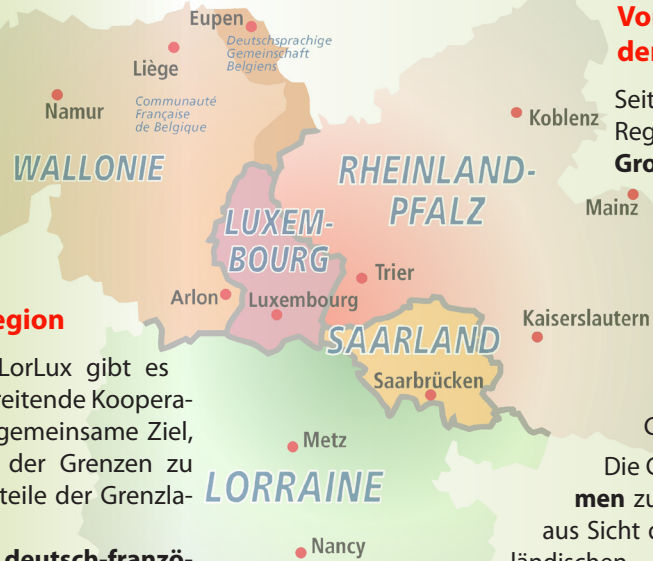 Eupen
Deutschsprachige
Gemeinschaft
Belgiens
Liège
Namur
Communauté
Française
de Belgique
WALLONIE
Koblenz
RHEINLAND-
PFALZ
Mainz
LUXEM-
BOURG
Trier
Arlon
Luxembourg
Kaiserslautern
SAARLAND
Saarbrücken
Metz
LORRAINE
Nancy
egion
LorLux gibt es
reitende Koopera-
gemeinsame Ziel,
der Grenzen zu
teile der Grenzla-
deutsch-franzö-
Vo
der
Seit
Reg
Gro
Die G
men zu
aus Sicht d
ländischen